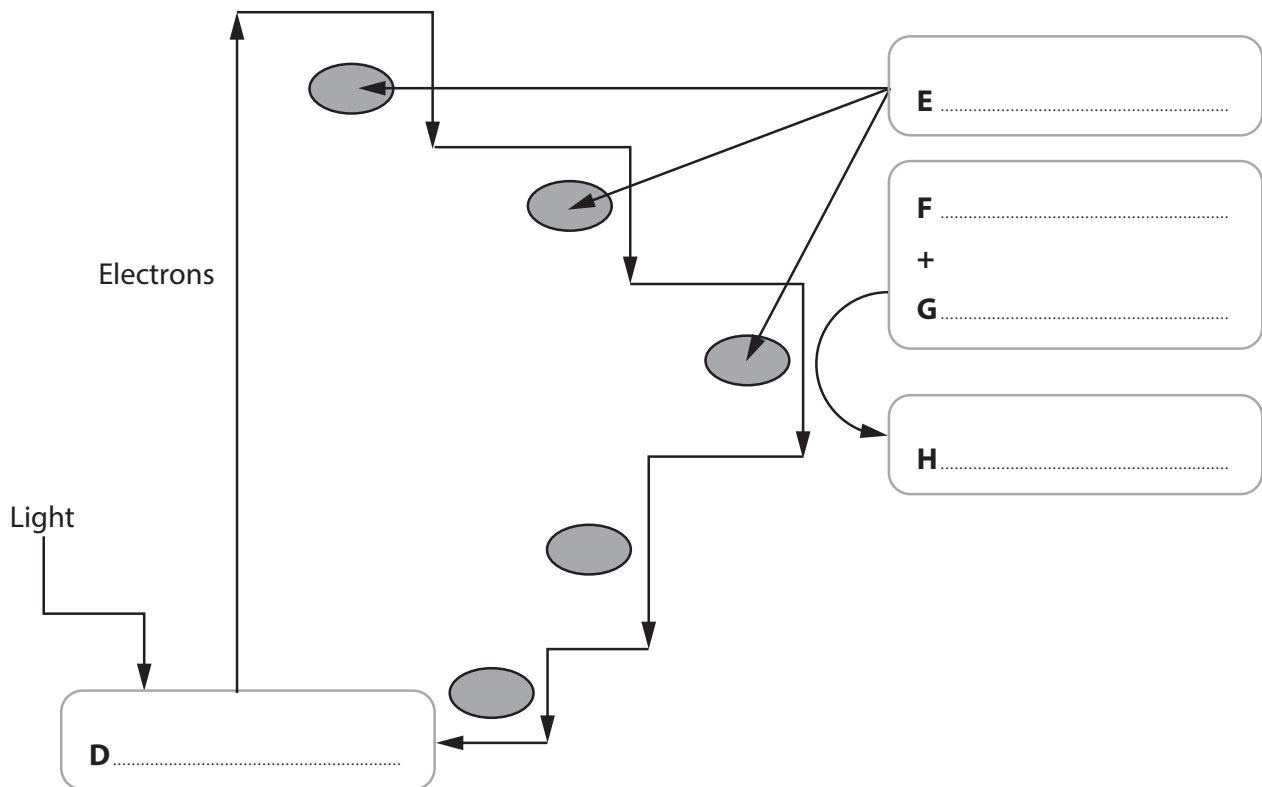 E ............................................................
F ............................................................
+
G ............................................................
Electrons
H ............................................................
Light
D ............................................................